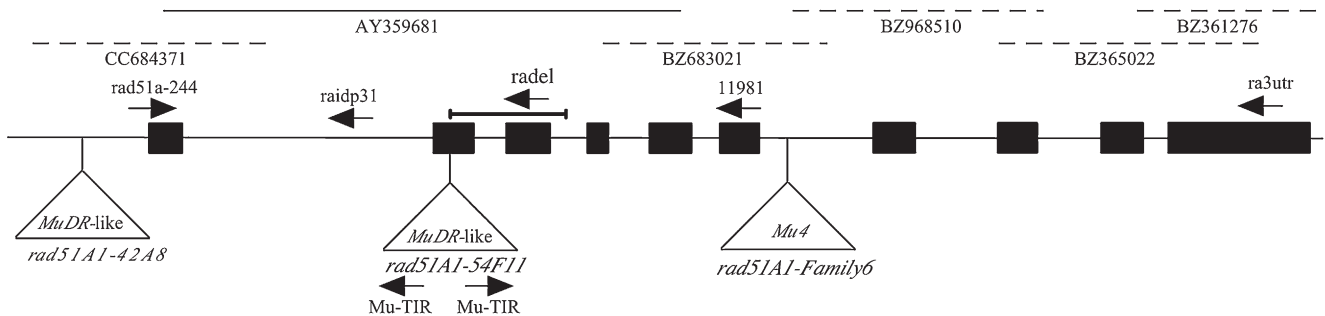 AY359681
BZ968510
BZ361276
CC684371
BZ683021
BZ365022
rad51a-244
raidp31
radel
11981
ra3utr
MuDR-like
MuDR-like
Mu4
rad51A1-42A8
rad51A1-54F11
rad51A1-Family6
Mu-TIR
Mu-TIR